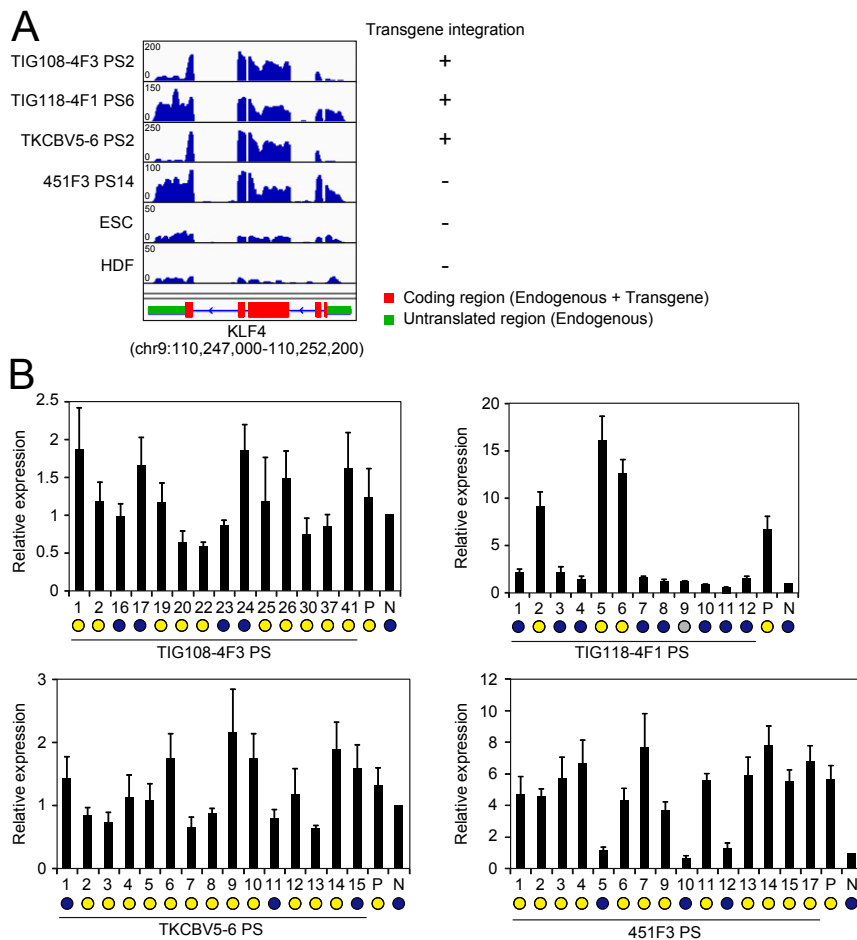 A
Transgene integration
TIG108-4F3 PS2 200 0 +
TIG118-4F1 PS6 150 0 +
TKCBV5-6 PS2 250 0 +
451F3 PS14 100 0 -
ESC 50 0 -
HDF 50 0 -
Coding region (Endogenous + Transgene)
Untranslated region (Endogenous)
KLF4
(chr9:110,247,000-110,252,200)
B
Relative expression
2.5
2
1.5
1
0.5
0
1 2 16 17 19 20 22 23 24 25 26 30 37 41 P N
TIG108-4F3 PS
Relative expression
20
15
10
5
0
1 2 3 4 5 6 7 8 9 10 11 12 P N
TIG118-4F1 PS
Relative expression
3
2
1
0
1 2 3 4 5 6 7 8 9 10 11 12 13 14 15 P N
TKCBV5-6 PS
Relative expression
12
10
8
6
4
2
0
1 2 3 4 5 6 7 9 10 11 12 13 14 15 17 P N
451F3 PS